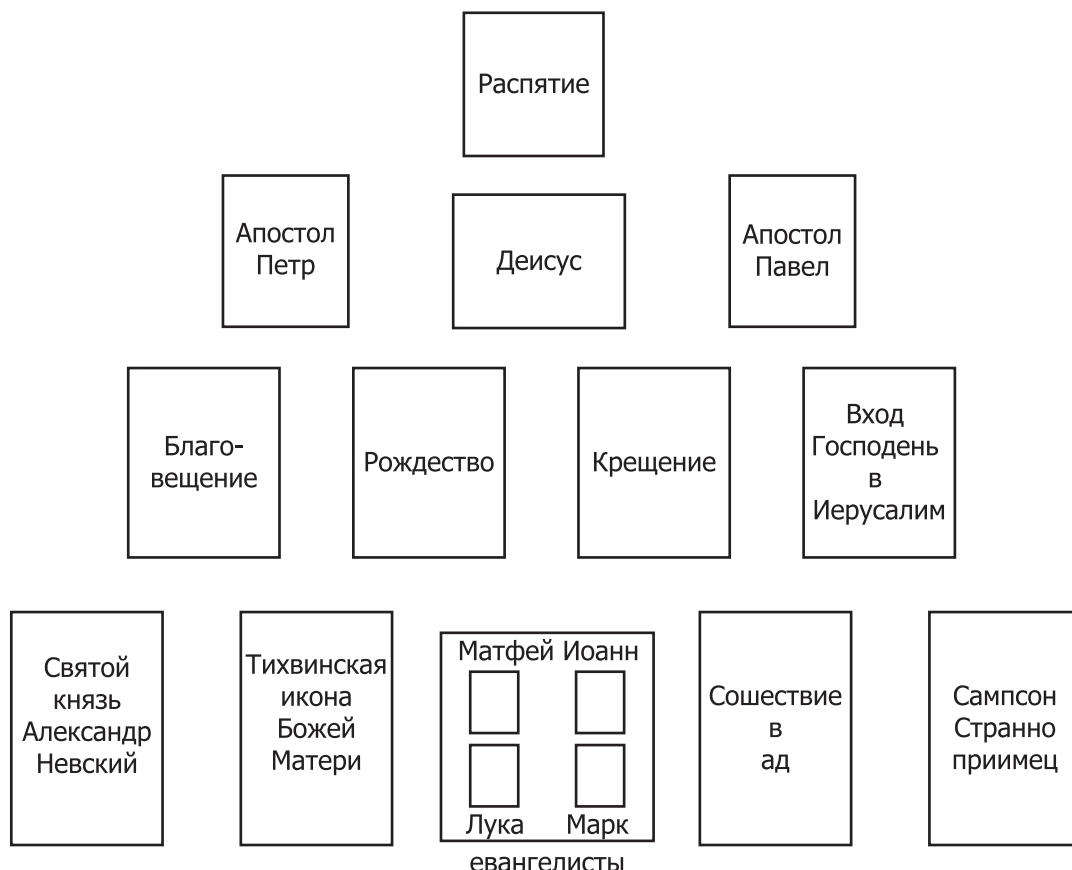 Распятие
Апостол
Петр
Деисус
Апостол
Павел
Благо-
вещение
Рождество
Крещение
Вход
Господень
в
Иерусалим
Святой
князь
Александр
Невский
Тихвинская
икона
Божей
Матери
Матфей Иоанн
Лука Марк
евангелисты
Сошествие
в
ад
Сампсон
Странно
приимец